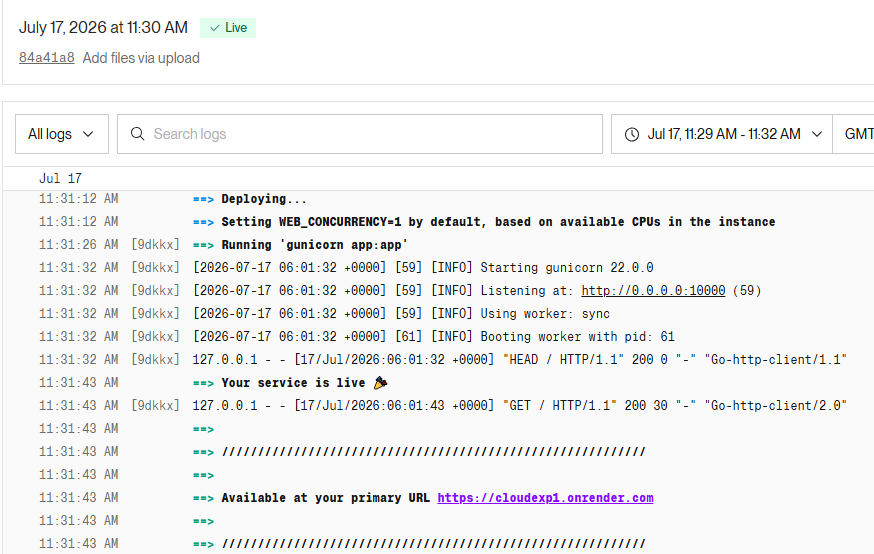 July 17, 2026 at 11:30 AM Live
84a41a8 Add files via upload
All logs Search logs Jul 17, 11:29 AM - 11:32 AM GMT
Jul 17
11:31:12 AM ==> Deploying...
11:31:12 AM ==> Setting WEB_CONCURRENCY=1 by default, based on available CPUs in the instance
11:31:26 AM [9dkkx] ==> Running 'gunicorn app:app'
11:31:32 AM [9dkkx] [2026-07-17 06:01:32 +0000] [59] [INFO] Starting gunicorn 22.0.0
11:31:32 AM [9dkkx] [2026-07-17 06:01:32 +0000] [59] [INFO] Listening at: http://0.0.0.0:10000 (59)
11:31:32 AM [9dkkx] [2026-07-17 06:01:32 +0000] [59] [INFO] Using worker: sync
11:31:32 AM [9dkkx] [2026-07-17 06:01:32 +0000] [61] [INFO] Booting worker with pid: 61
11:31:32 AM [9dkkx] 127.0.0.1 - - [17/Jul/2026:06:01:32 +0000] "HEAD / HTTP/1.1" 200 0 "-" "Go-http-client/1.1"
11:31:43 AM ==> Your service is live 🎉
11:31:43 AM [9dkkx] 127.0.0.1 - - [17/Jul/2026:06:01:43 +0000] "GET / HTTP/1.1" 200 30 "-" "Go-http-client/2.0"
11:31:43 AM ==>
11:31:43 AM ==> ///////////////////////////////////////////////////////////
11:31:43 AM ==>
11:31:43 AM ==> Available at your primary URL https://cloudexp1.onrender.com
11:31:43 AM ==>
11:31:43 AM ==> ///////////////////////////////////////////////////////////